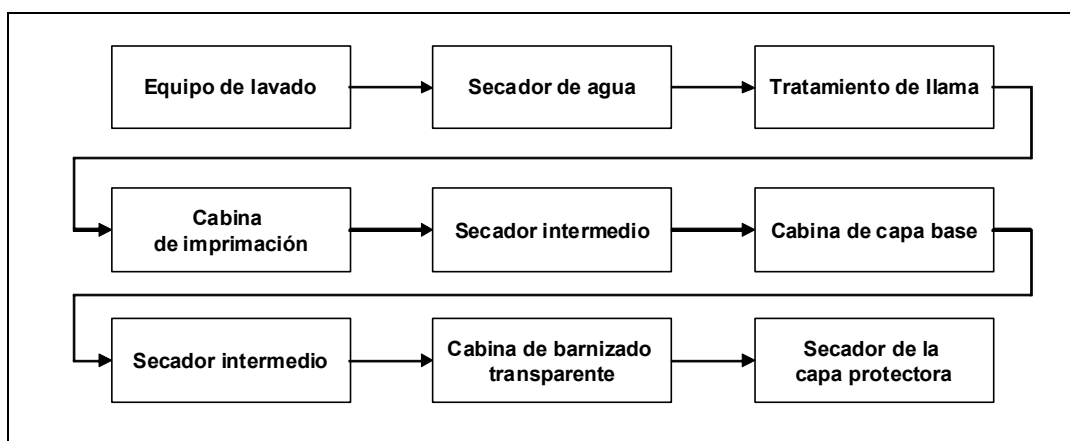 Equipo de lavado
Secador de agua
Tratamiento de llama
Cabina
de imprimación
Secador intermedio
Cabina de capa base
Secador intermedio
Cabina de barnizado
transparente
Secador de la
capa protectora